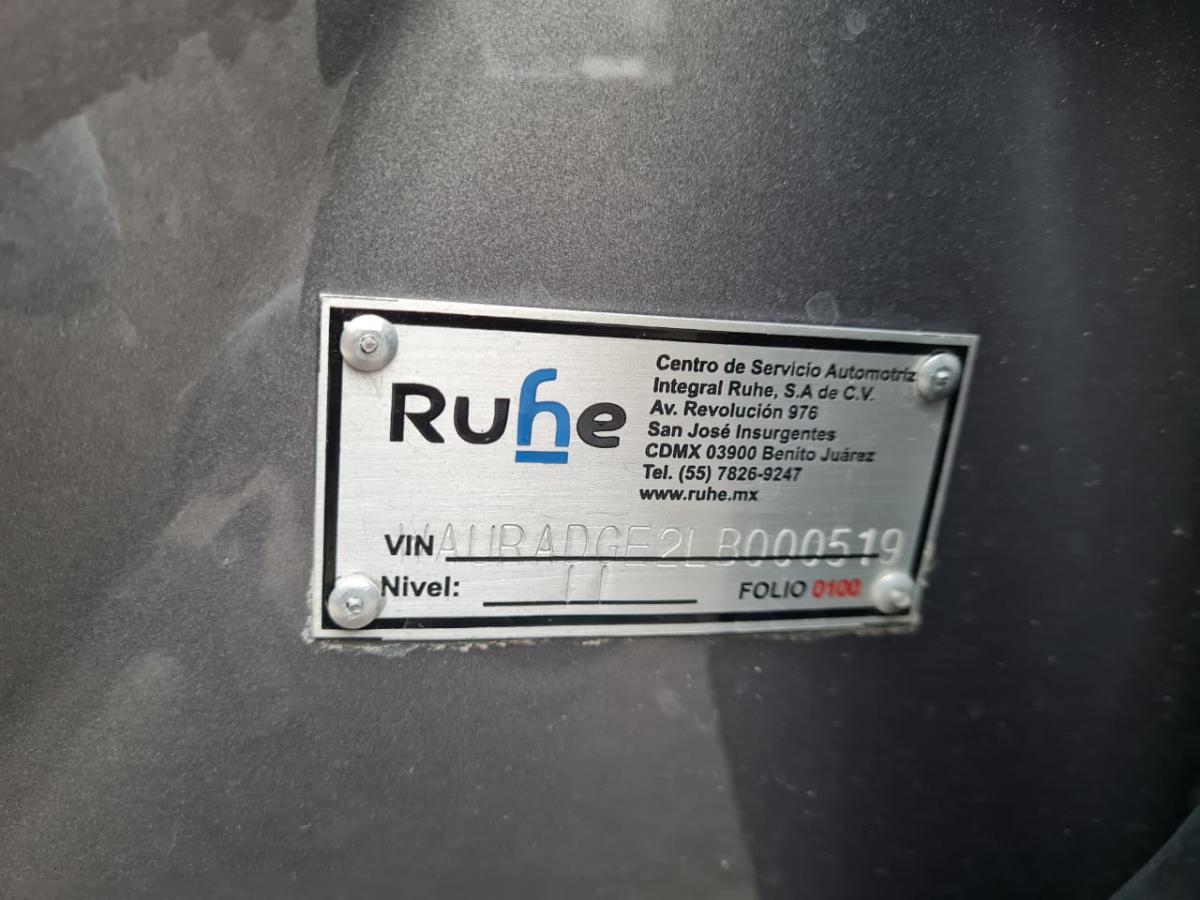 Ruhe
Centro de Servicio Automotriz
Integral Ruhe, S.A de C.V.
Av. Revolución 976
San José Insurgentes
CDMX 03900 Benito Juárez
Tel. (55) 7826-9247
www.ruhe.mx
VIN WAURADGE2LB000519
Nivel: II
FOLIO 0100